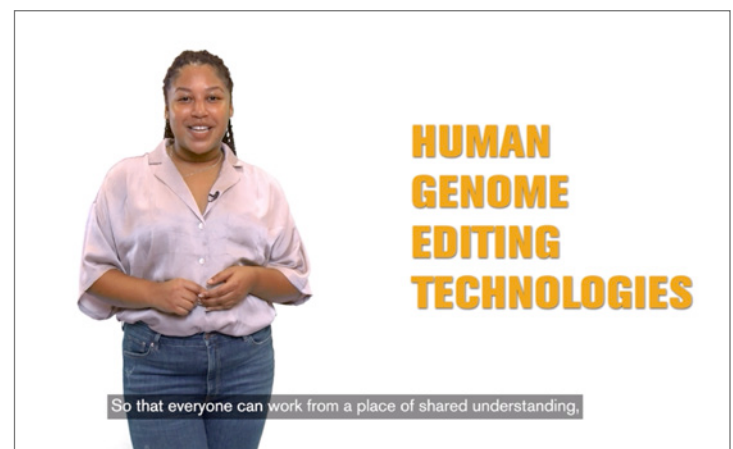 HUMAN
GENOME
EDITING
TECHNOLOGIES
So that everyone can work from a place of shared understanding,